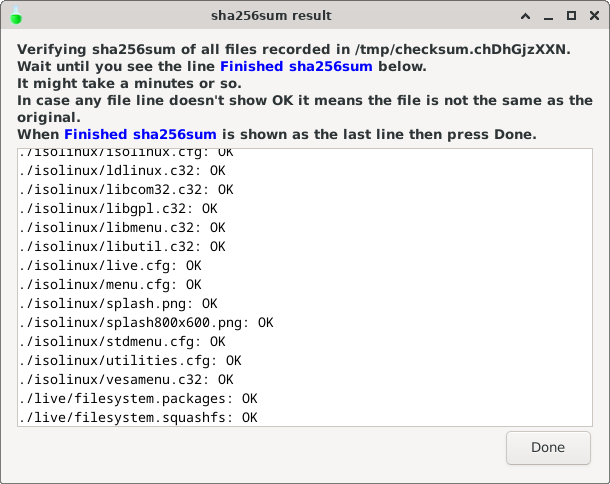 sha256sum result
Verifying sha256sum of all files recorded in /tmp/checksum.chDhGjzXXN.
Wait until you see the line Finished sha256sum below.
It might take a minutes or so.
In case any file line doesn't show OK it means the file is not the same as the
original.
When Finished sha256sum is shown as the last line then press Done.
./isolinux/isolinux.cfg: OK
./isolinux/ldlinux.c32: OK
./isolinux/libcom32.c32: OK
./isolinux/libgpl.c32: OK
./isolinux/libmenu.c32: OK
./isolinux/libutil.c32: OK
./isolinux/live.cfg: OK
./isolinux/menu.cfg: OK
./isolinux/splash.png: OK
./isolinux/splash800x600.png: OK
./isolinux/stdmenu.cfg: OK
./isolinux/utilities.cfg: OK
./isolinux/vesamenu.c32: OK
./live/filesystem.packages: OK
./live/filesystem.squashfs: OK
Done